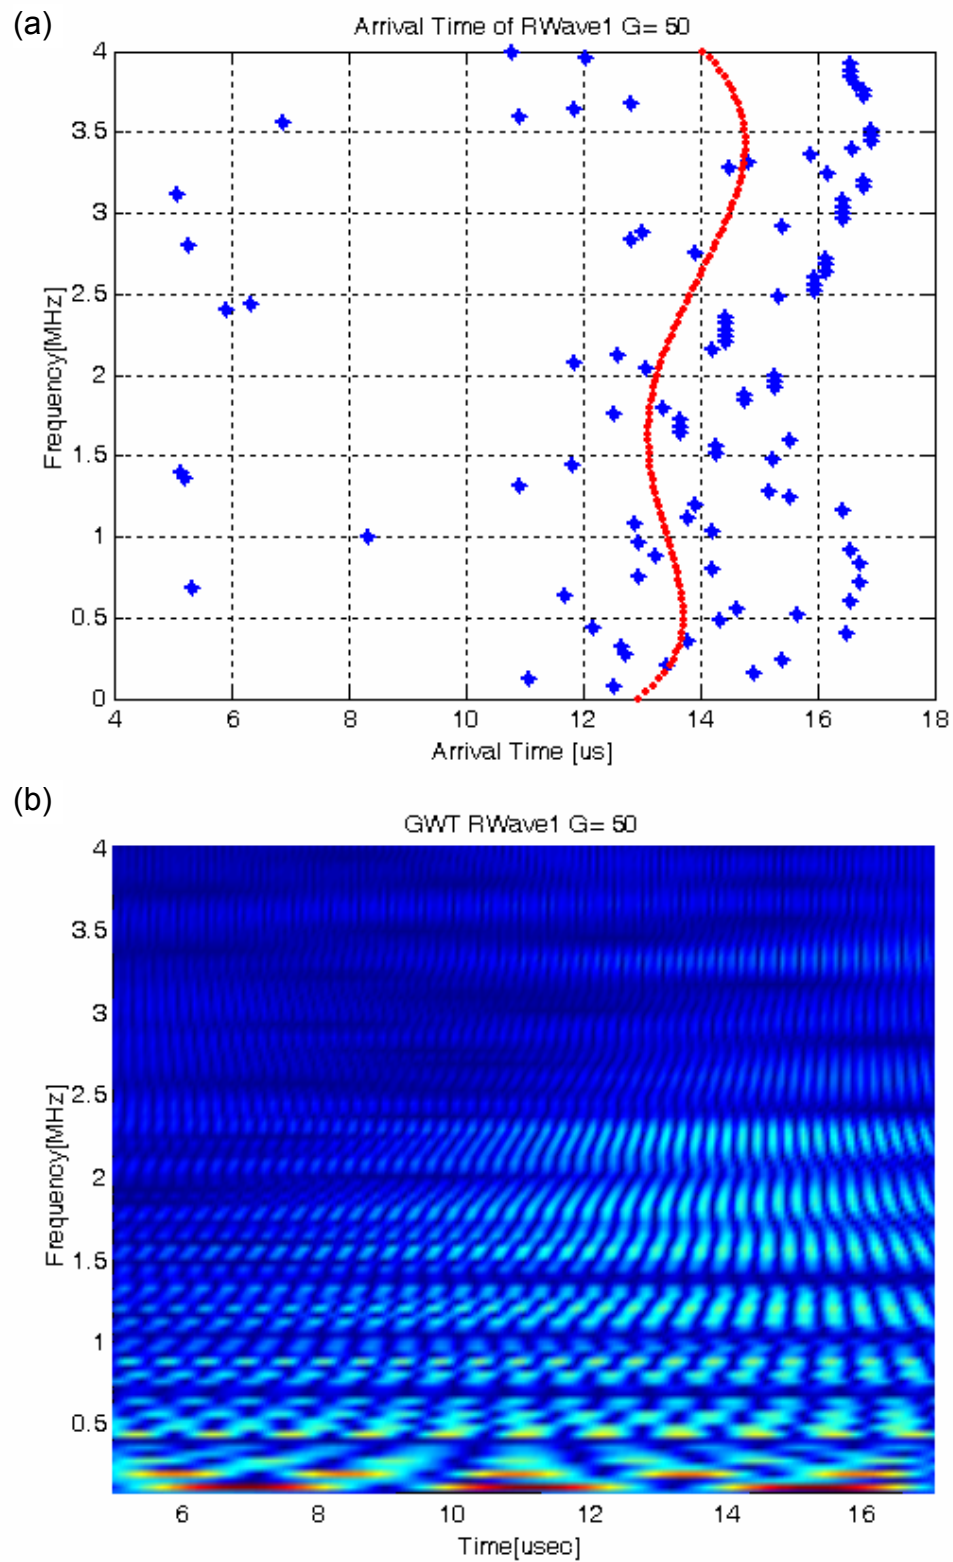 (a)
Arrival Time of RWave1 G= 50
4
3.5
3
2.5
2
1.5
1
0.5
0
Frequency[MHz]
4 6 8 10 12 14 16 18
Arrival Time [us]
(b)
GWT RWave1 G= 50
4
3.5
3
2.5
2
1.5
1
0.5
Frequency[MHz]
6 8 10 12 14 16
Time[usec]